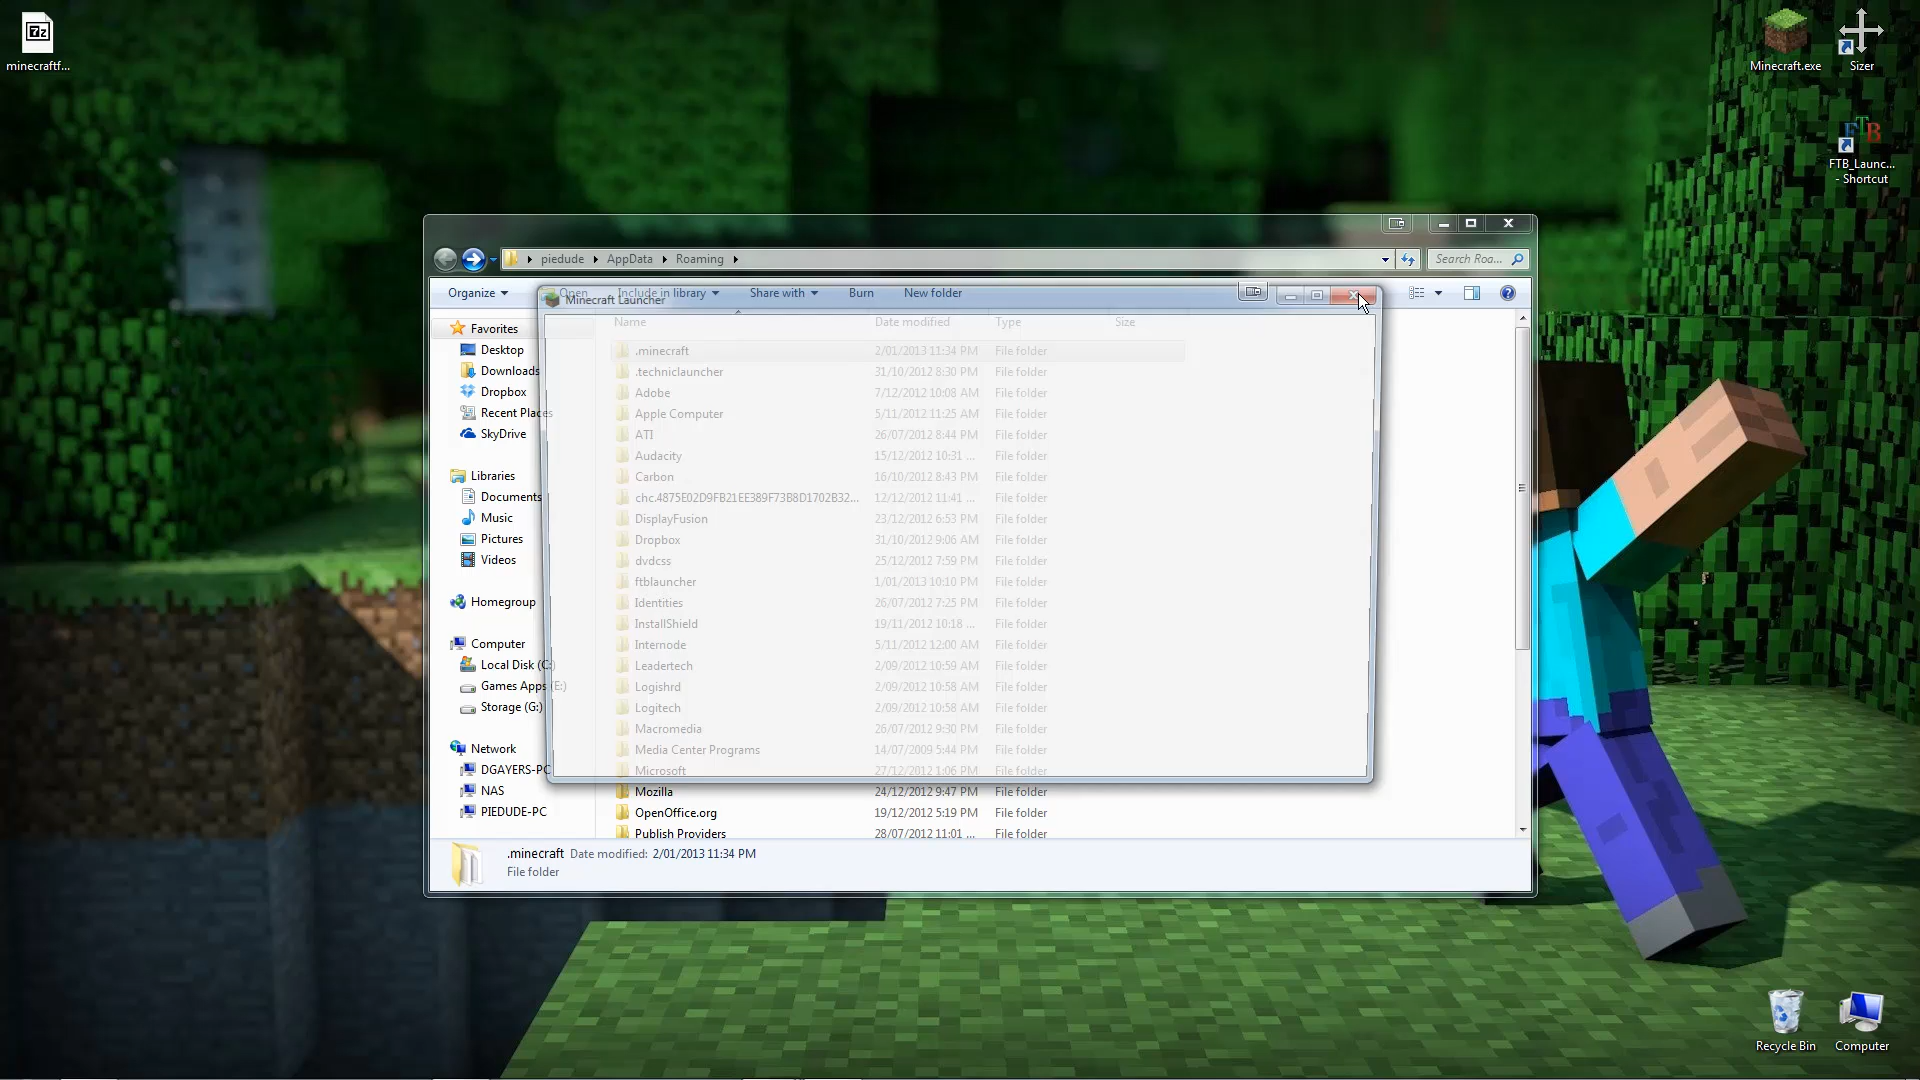 minecraftf...
Minecraft.exe
Sizer
FTB
FTB_Launc...
- Shortcut
piedude
AppData
Roaming
Search Roa...
Organize
Open
Include in library
Share with
Burn
New folder
Minecraft Launcher
Favorites
Desktop
Downloads
Dropbox
Recent Places
SkyDrive
Libraries
Documents
Music
Pictures
Videos
Homegroup
Computer
Local Disk (C:)
Games Apps (E:)
Storage (G:)
Network
DGAYERS-PC
NAS
PIEDUDE-PC
Name Date modified Type Size
.minecraft 2/01/2013 11:34 PM File folder
.techniclauncher 31/10/2012 8:30 PM File folder
Adobe 7/12/2012 10:08 AM File folder
Apple Computer 5/11/2012 11:25 AM File folder
ATI 26/07/2012 8:44 PM File folder
Audacity 15/12/2012 10:31 ... File folder
Carbon 16/10/2012 8:43 PM File folder
chc.4875E02D9FB21EE389F73B8D1702B32... 12/12/2012 11:41 ... File folder
DisplayFusion 23/12/2012 6:53 PM File folder
Dropbox 31/10/2012 9:06 AM File folder
dvdcss 25/12/2012 7:59 PM File folder
ftblauncher 1/01/2013 10:10 PM File folder
Identities 26/07/2012 7:25 PM File folder
InstallShield 19/11/2012 10:18 ... File folder
Internode 5/11/2012 12:00 AM File folder
Leadertech 2/09/2012 10:59 AM File folder
Logishrd 2/09/2012 10:58 AM File folder
Logitech 2/09/2012 10:58 AM File folder
Macromedia 26/07/2012 9:30 PM File folder
Media Center Programs 14/07/2009 5:44 PM File folder
Microsoft 27/12/2012 1:06 PM File folder
Mozilla 24/12/2012 9:47 PM File folder
OpenOffice.org 19/12/2012 5:19 PM File folder
Publish Providers 28/07/2012 11:01 ... File folder
.minecraft Date modified: 2/01/2013 11:34 PM
File folder
Recycle Bin
Computer